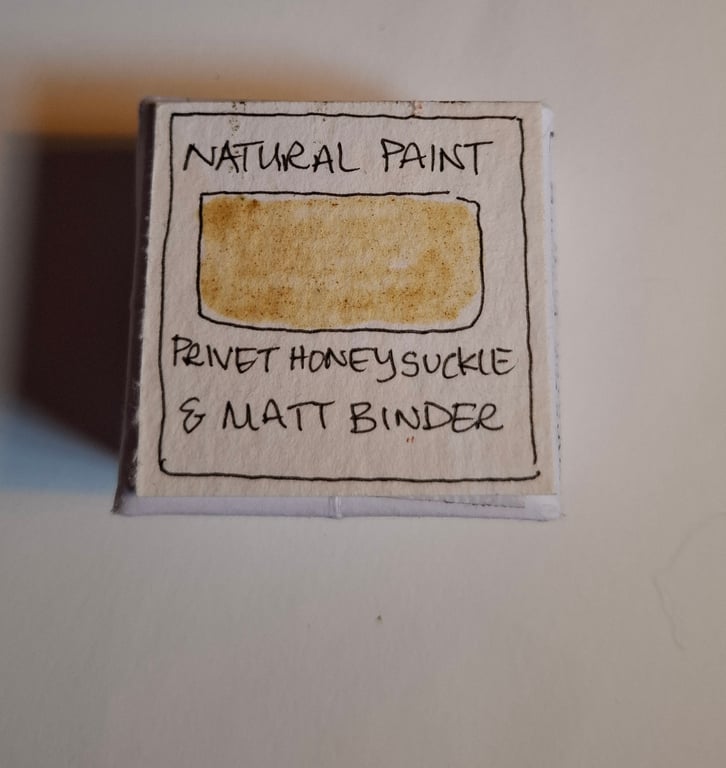 NATURAL PAINT
PRIVET HONEYSUCKLE
& MATT BINDER